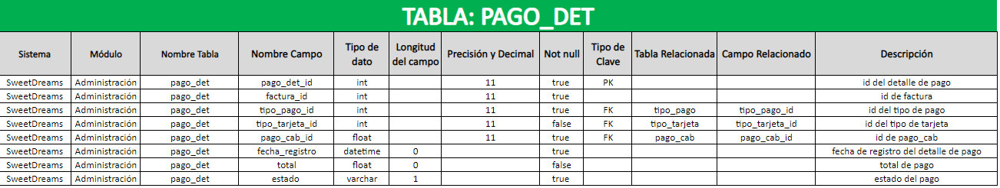 TABLA: PAGO_DET
Sistema Módulo Nombre Tabla Nombre Campo Tipo de dato Longitud del campo Precisión y Decimal Not null Tipo de Clave Tabla Relacionada Campo Relacionado Descripción
SweetDreams Administración pago_det pago_det_id int 11 true PK id del detalle de pago
SweetDreams Administración pago_det factura_id int 11 true id de factura
SweetDreams Administración pago_det tipo_pago_id int 11 true FK tipo_pago tipo_pago_id id del tipo de pago
SweetDreams Administración pago_det tipo_tarjeta_id int 11 false FK tipo_tarjeta tipo_tarjeta_id id del tipo de tarjeta
SweetDreams Administración pago_det pago_cab_id float 11 true FK pago_cab pago_cab_id id de pago_cab
SweetDreams Administración pago_det fecha_registro datetime 0 true fecha de registro del detalle de pago
SweetDreams Administración pago_det total float 0 false total de pago
SweetDreams Administración pago_det estado varchar 1 true estado del pago